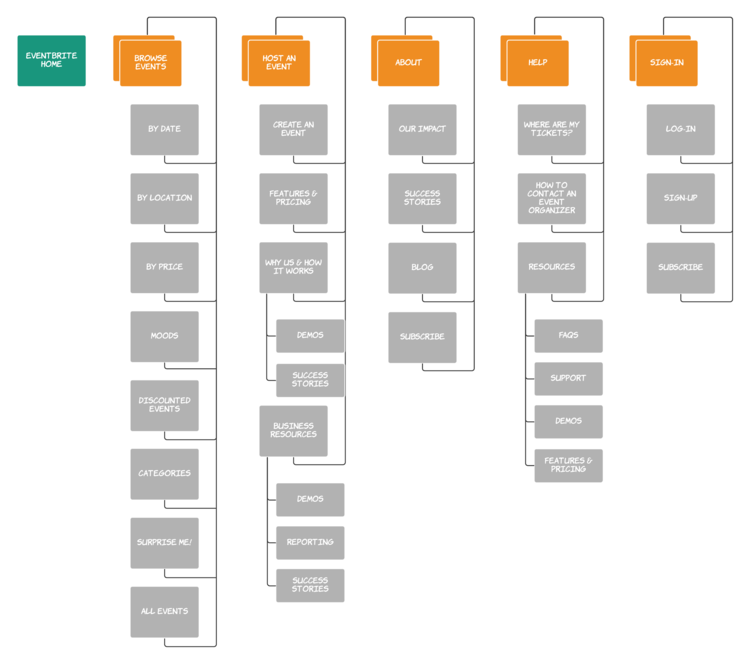 EVENTBRITE
HOME
BROWSE
EVENTS
BY DATE
BY LOCATION
BY PRICE
MOODS
DISCOUNTED
EVENTS
CATEGORIES
SURPRISE ME!
ALL EVENTS
HOST AN
EVENT
CREATE AN
EVENT
FEATURES &
PRICING
WHY US & HOW
IT WORKS
DEMOS
SUCCESS
STORIES
BUSINESS
RESOURCES
DEMOS
REPORTING
SUCCESS
STORIES
ABOUT
OUR IMPACT
SUCCESS
STORIES
BLOG
SUBSCRIBE
HELP
WHERE ARE MY
TICKETS?
HOW TO
CONTACT AN
EVENT
ORGANIZER
RESOURCES
FAQS
SUPPORT
DEMOS
FEATURES &
PRICING
SIGN-IN
LOG-IN
SIGN-UP
SUBSCRIBE